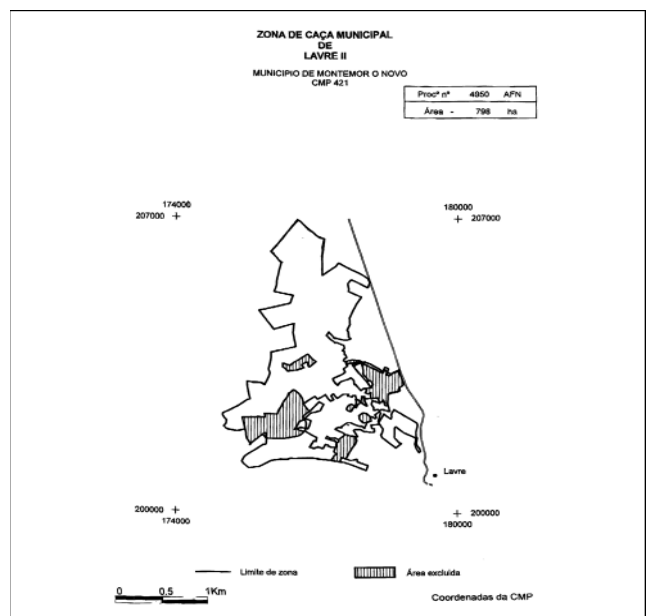 ZONA DE CAÇA MUNICIPAL
DE
LAVRE II
MUNICIPIO DE MONTEMOR O NOVO
CMP 421
Procº nº 4950 AFN
Área - 798 ha
174000
207000
180000
207000
Lavre
200000
174000
200000
180000
Limite de zona
Área excluida
0 0,5 1Km
Coordenadas da CMP